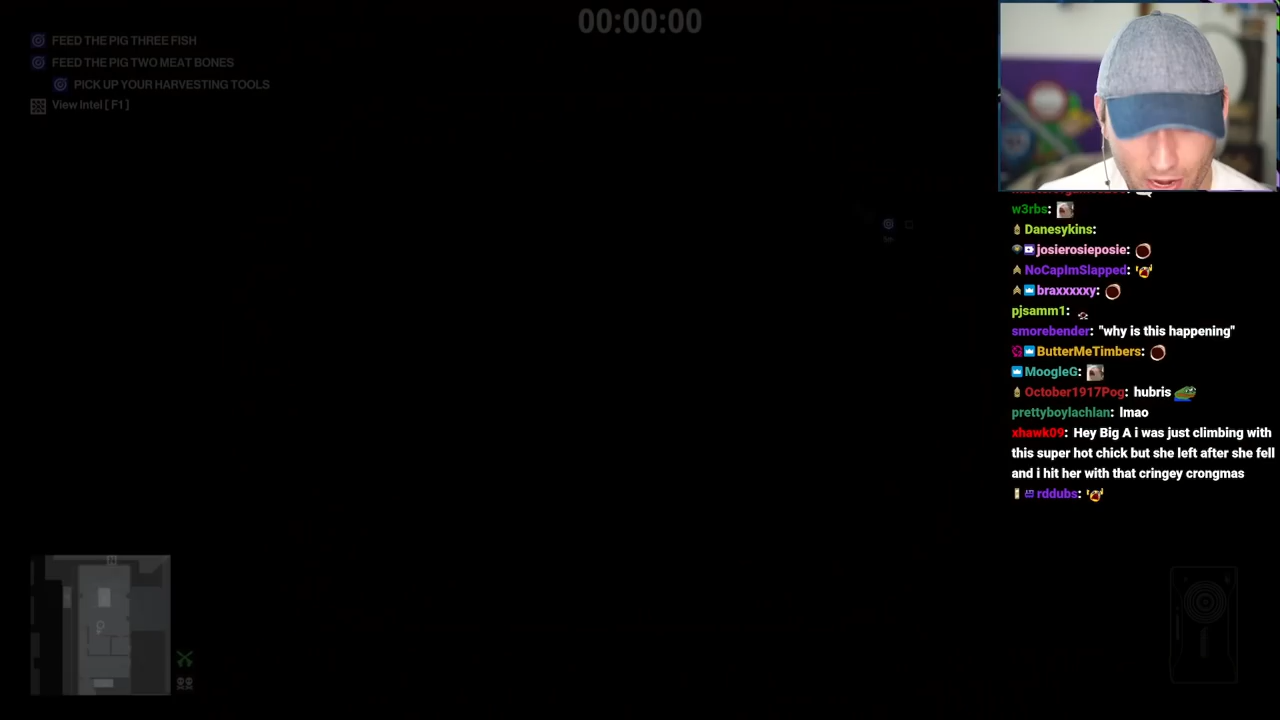 00:00:00
FEED THE PIG THREE FISH
FEED THE PIG TWO MEAT BONES
PICK UP YOUR HARVESTING TOOLS
View Intel [ F1 ]
w3rbs:
Danesykins:
josierosieposie:
NoCapImSlapped:
braxxxxxy:
pjsamm1:
smorebender: "why is this happening"
ButterMeTimbers:
MoogleG:
October1917Pog: hubris
prettyboylachlan: lmao
xhawk09: Hey Big A i was just climbing with
this super hot chick but she left after she fell
and i hit her with that cringey crongmas
rddubs: